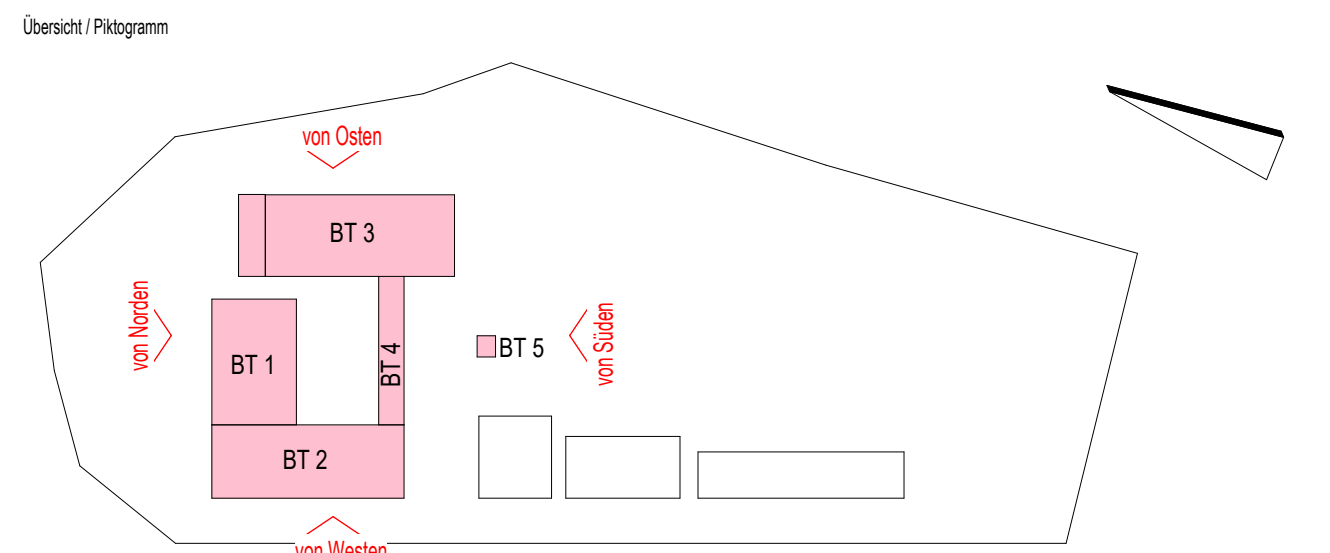 Übersicht / Piktogramm
von Osten
BT 3
von Norden
BT 1
BT 4
BT 5
von Süden
BT 2
von Westen